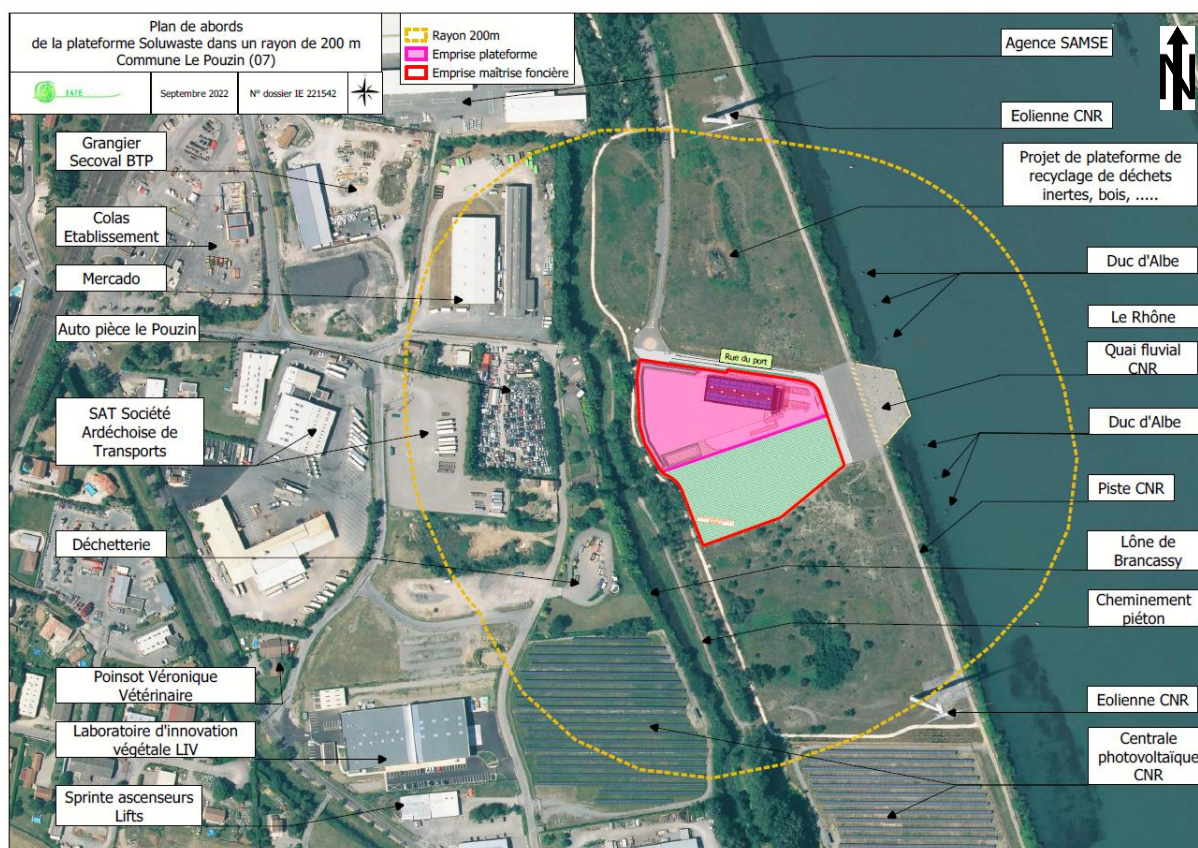 Plan de abords
de la plateforme Soluwaste dans un rayon de 200 m
Commune Le Pouzin (07)
Septembre 2022
N° dossier IE 221542
Rayon 200m
Emprise plateforme
Emprise maîtrise foncière
N
Grangier
Secoval BTP
Colas
Etablissement
Mercado
Auto pièce le Pouzin
SAT Société
Ardéchoise de
Transports
Déchetterie
Poinsot Véronique
Vétérinaire
Laboratoire d'innovation
végétale LIV
Sprinte ascenseurs
Lifts
Rue du port
Agence SAMSE
Eolienne CNR
Projet de plateforme de
recyclage de déchets
inertes, bois, .....
Duc d'Albe
Le Rhône
Quai fluvial
CNR
Duc d'Albe
Piste CNR
Lône de
Brancassy
Cheminement
piéton
Eolienne CNR
Centrale
photovoltaïque
CNR